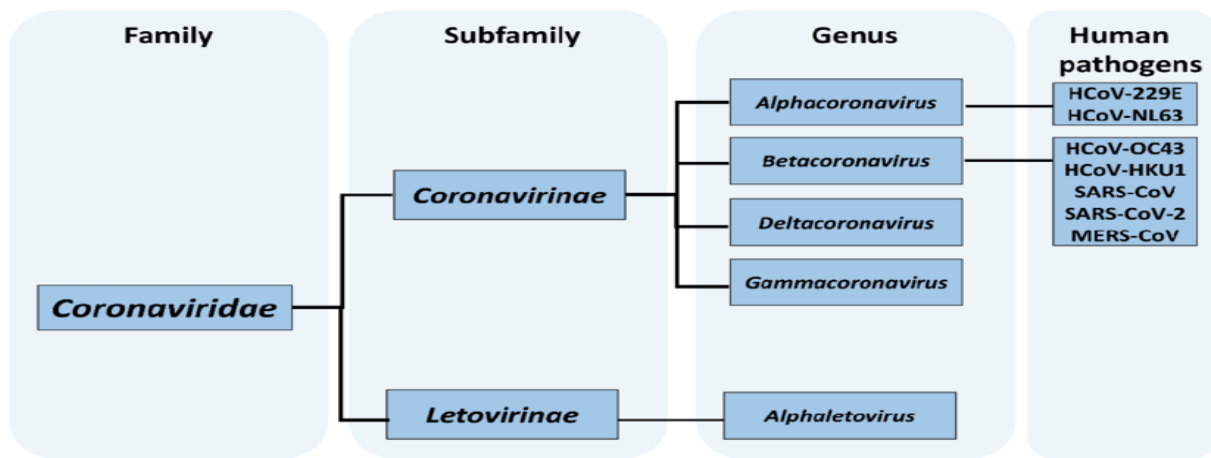 Family
Subfamily
Genus
Human
pathogens
Alphacoronavirus
HCoV-229E
HCoV-NL63
Betacoronavirus
HCoV-OC43
HCoV-HKU1
SARS-CoV
SARS-CoV-2
MERS-CoV
Coronavirinae
Deltacoronavirus
Gammacoronavirus
Coronaviridae
Letovirinae
Alphaletovirus